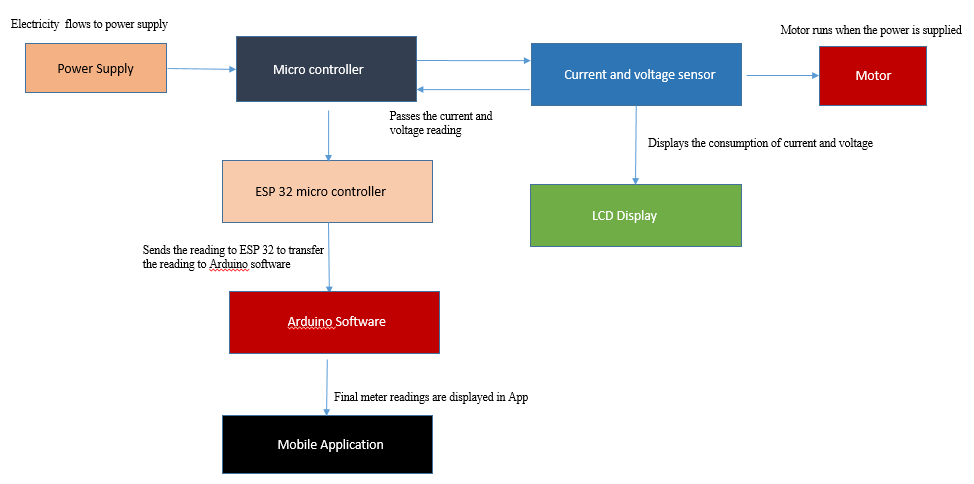 Electricity  flows to power supply
Motor runs when the power is supplied
Power Supply
Micro controller
Current and voltage sensor
Motor
Passes the current and
voltage reading
Displays the consumption of current and voltage
ESP 32 micro controller
LCD Display
Sends the reading to ESP 32 to transfer
the reading to Arduino software
Arduino Software
Final meter readings are displayed in App
Mobile Application